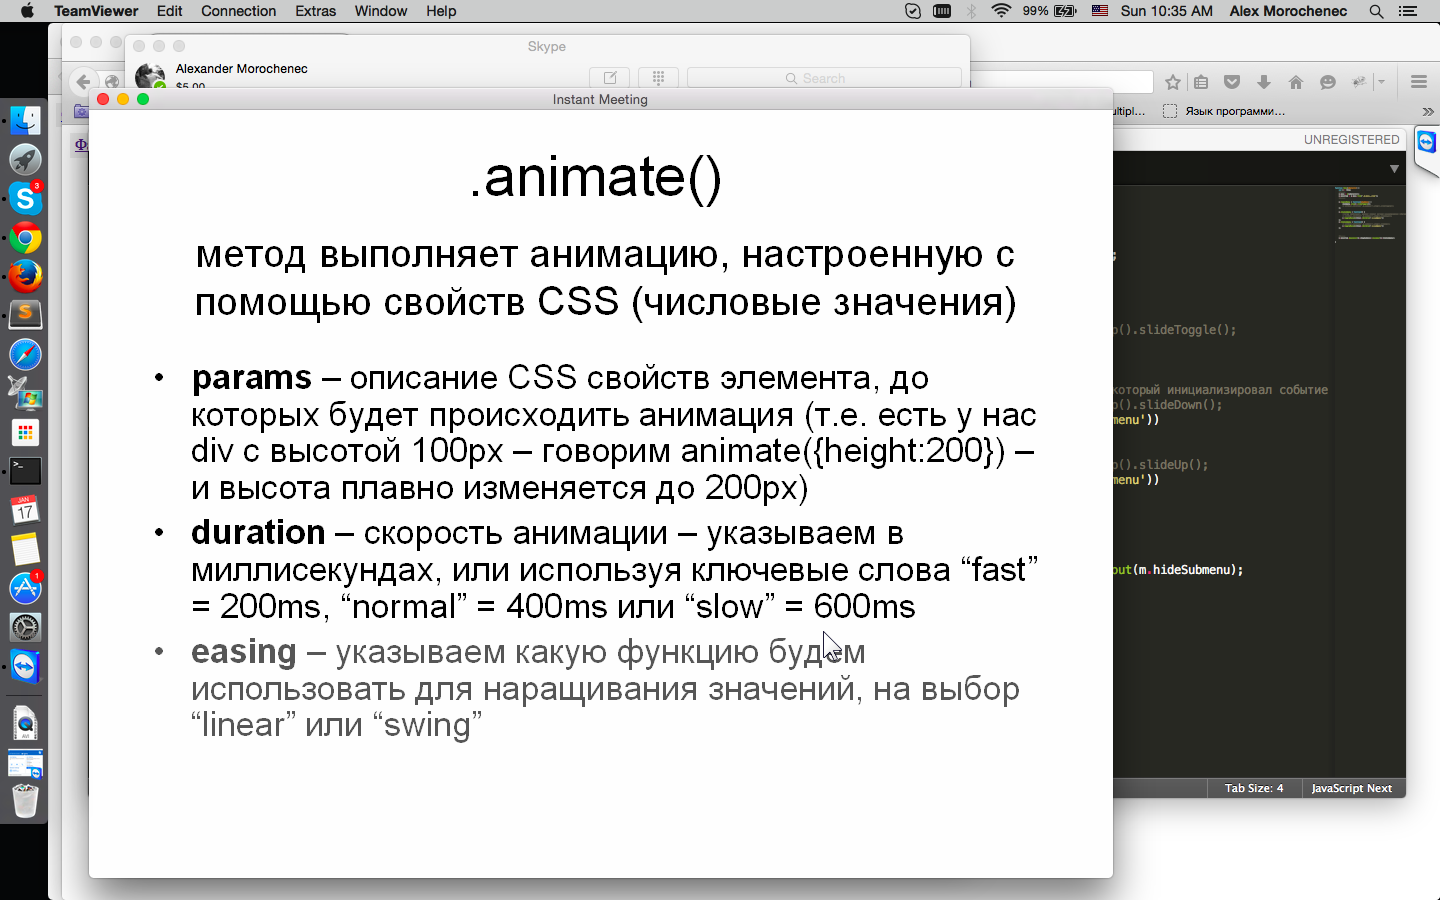 TeamViewer Edit Connection Extras Window Help
99% Sun 10:35 AM Alex Morochenec
Skype
Alexander Morochenec
$5.00
Search
Instant Meeting
Язык программи...
UNREGISTERED
.animate()
метод выполняет анимацию, настроенную с
помощью свойств CSS (числовые значения)
• params – описание CSS свойств элемента, до
которых будет происходить анимация (т.е. есть у нас
div с высотой 100px – говорим animate({height:200}) –
и высота плавно изменяется до 200px)
• duration – скорость анимации – указываем в
миллисекундах, или используя ключевые слова “fast”
= 200ms, “normal” = 400ms или “slow” = 600ms
• easing – указываем какую функцию будем
использовать для наращивания значений, на выбор
“linear” или “swing”
;
().slideToggle();
который инициализировал событие
().slideDown();
menu'))
().slideUp();
menu'))
out(m.hideSubmenu);
Tab Size: 4 JavaScript Next
3
JAN
17
1